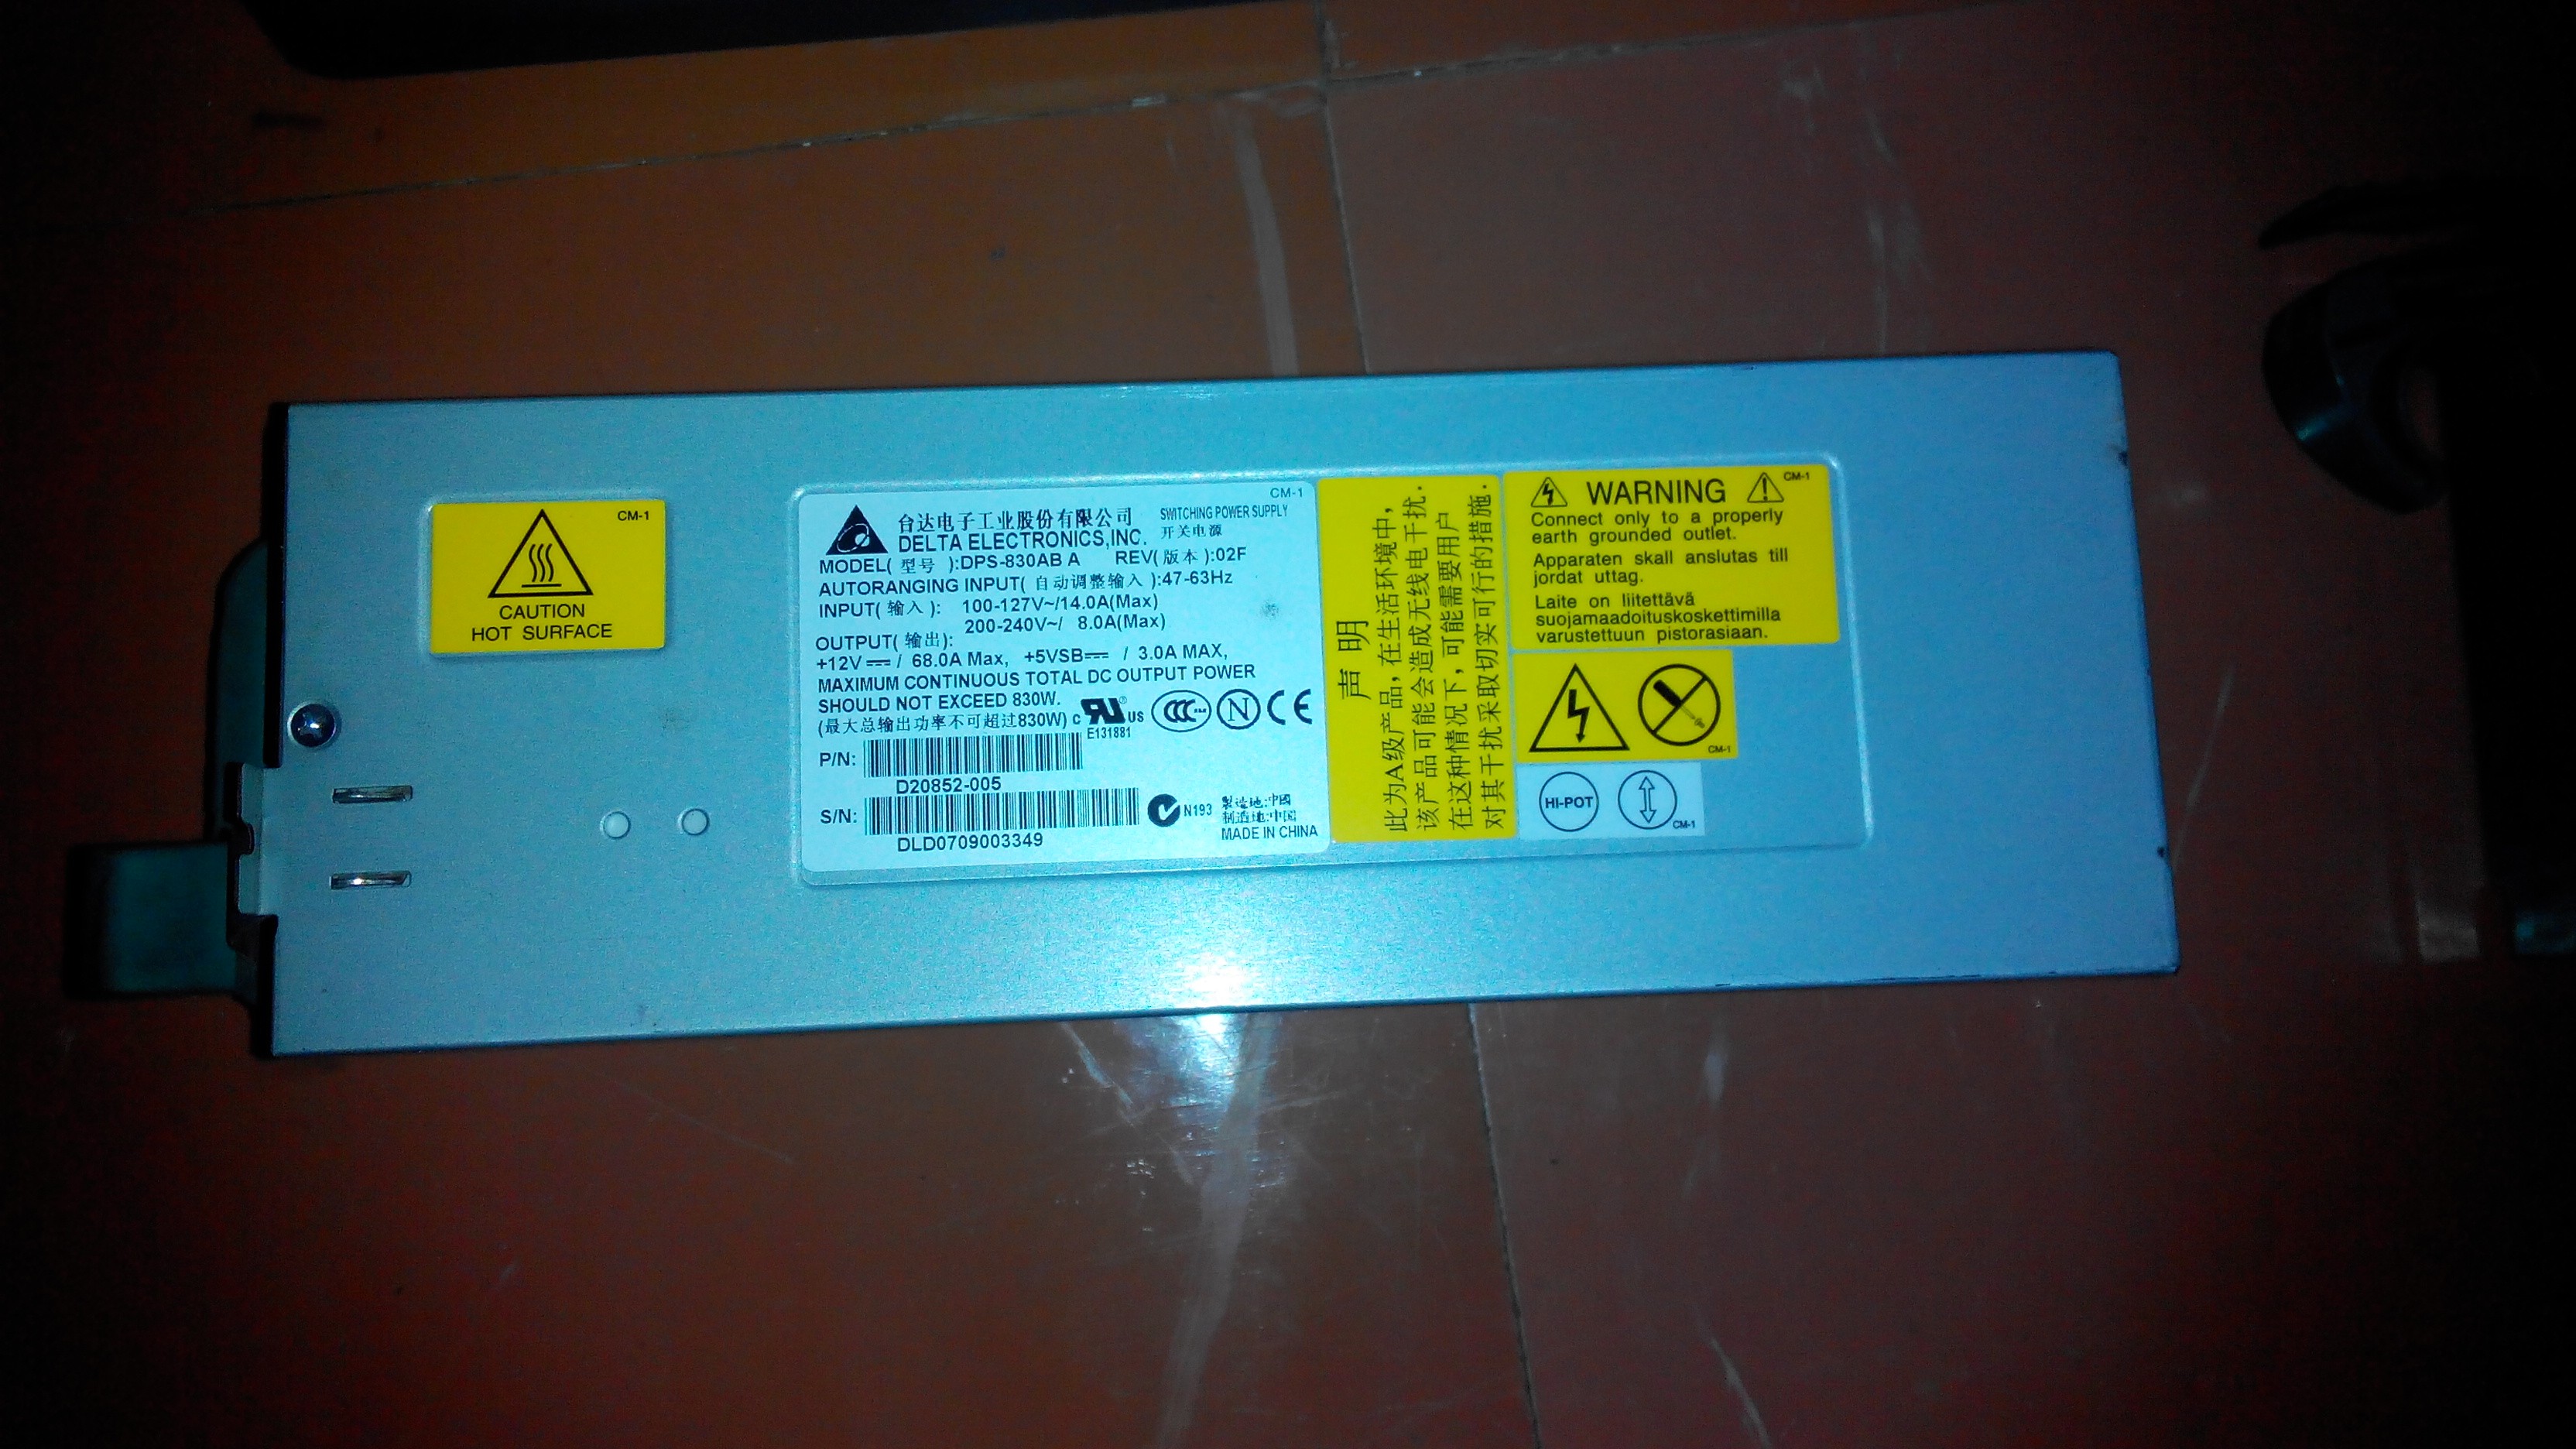 CM-1
CAUTION
HOT SURFACE
CM-1
台达电子工业股份有限公司
DELTA ELECTRONICS,INC.
SWITCHING POWER SUPPLY
开关电源
MODEL( 型号 ):DPS-830AB A REV( 版本 ):02F
AUTORANGING INPUT( 自动调整输入 ):47-63Hz
INPUT( 输入 ): 100-127V~/14.0A(Max)
200-240V~/ 8.0A(Max)
OUTPUT( 输出):
+12V⎓/ 68.0A Max, +5VSB⎓ / 3.0A MAX,
MAXIMUM CONTINUOUS TOTAL DC OUTPUT POWER
SHOULD NOT EXCEED 830W.
(最大总输出功率不可超过830W)
c RU US
E131881
CCC
N
CE
P/N:
D20852-005
S/N:
DLD0709003349
N193
製造地:中國
制造地:中国
MADE IN CHINA
声明
此为A级产品,在生活环境中,
该产品可能会造成无线电干扰.
在这种情况下,可能需要用户
对其干扰采取切实可行的措施.
WARNING
CM-1
Connect only to a properly
earth grounded outlet.
Apparaten skall anslutas till
jordat uttag.
Laite on liitettävä
suojamaadoituskoskettimilla
varustettuun pistorasiaan.
CM-1
HI-POT
CM-1